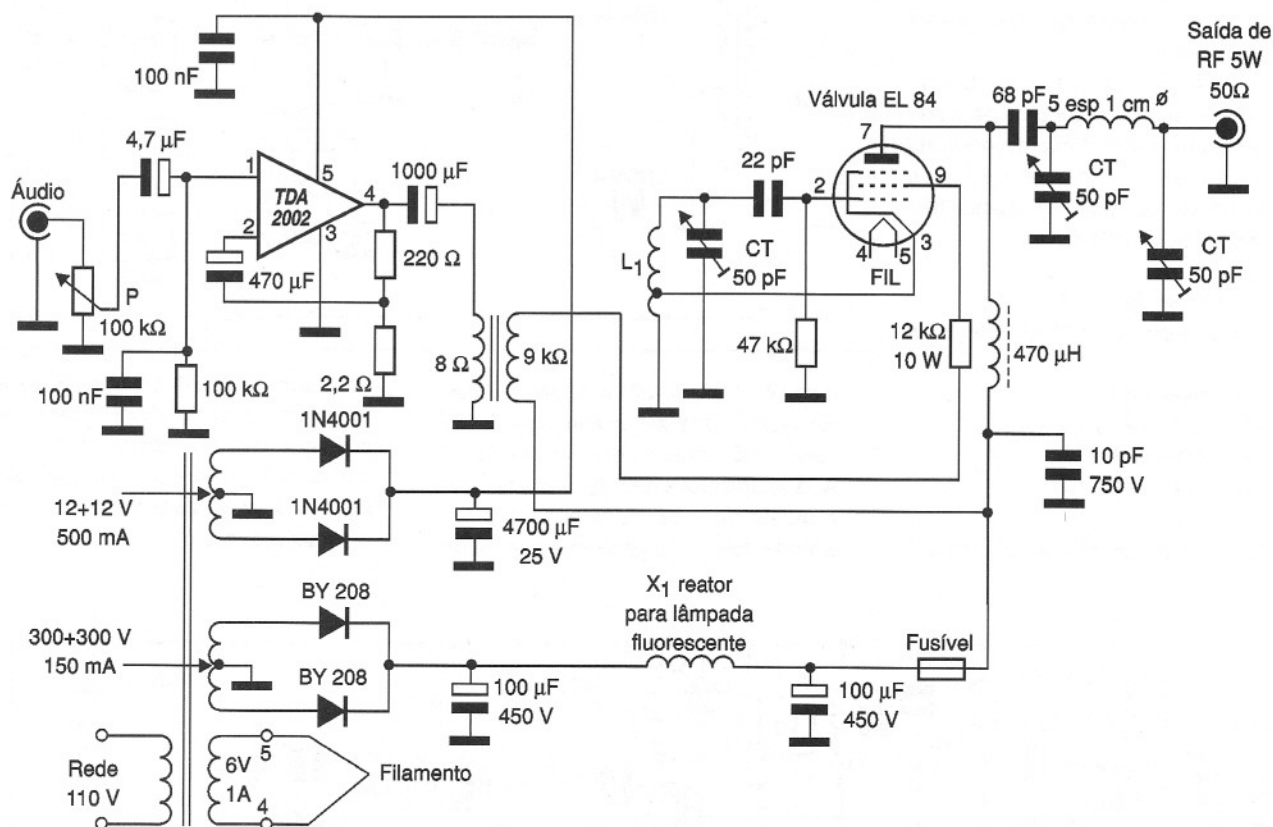 100 nF
4,7 µF
Áudio
P
100 kΩ
100 nF
100 kΩ
1
2
3
4
5
TDA
2002
470 µF
1000 µF
220 Ω
2,2 Ω
8 Ω
9 kΩ
Válvula EL 84
7
22 pF
2
9
4
5
3
FIL
L1
CT
50 pF
47 kΩ
12 kΩ
10 W
68 pF
5 esp 1 cm ø
Saída de
RF 5W
50Ω
CT
50 pF
CT
50 pF
470 µH
10 pF
750 V
12+12 V
500 mA
1N4001
1N4001
4700 µF
25 V
300+300 V
150 mA
BY 208
BY 208
100 µF
450 V
X1 reator
para lâmpada
fluorescente
100 µF
450 V
Fusível
Rede
110 V
6V
1A
5
4
Filamento